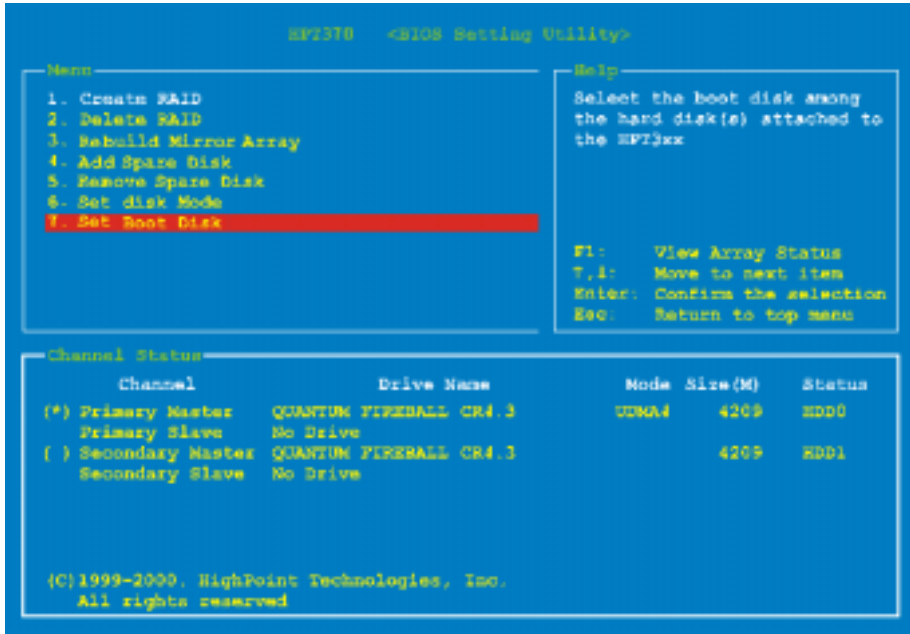 HPT370 <BIOS Setting Utility>
Menu
1. Create RAID
2. Delete RAID
3. Rebuild Mirror Array
4. Add Spare Disk
5. Remove Spare Disk
6. Set disk Mode
7. Set Boot Disk
Help
Select the boot disk among
the hard disk(s) attached to
the HPT3xx
F1: View Array Status
↑,↓: Move to next item
Enter: Confirm the selection
Esc: Return to top menu
Channel Status
Channel Drive Name Mode Size(M) Status
(*) Primary Master QUANTUM FIREBALL CR4.3 UDMA4 4209 HDD0
Primary Slave No Drive
( ) Secondary Master QUANTUM FIREBALL CR4.3 4209 HDD1
Secondary Slave No Drive
(C)1999-2000. HighPoint Technologies, Inc.
All rights reserved